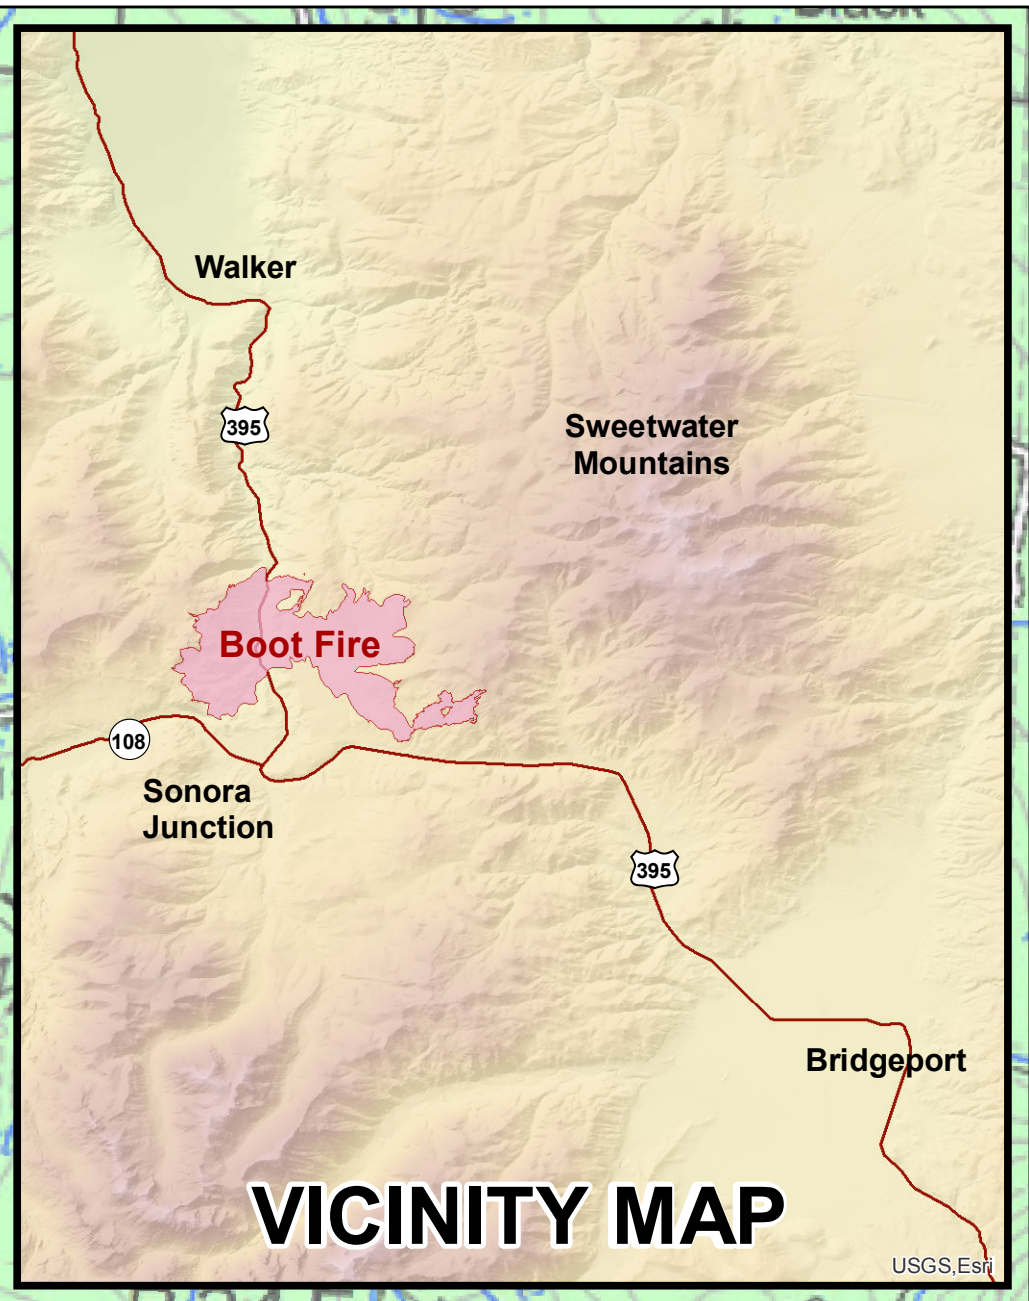 Walker
395
Sweetwater
Mountains
Boot Fire
108
Sonora
Junction
395
Bridgeport
VICINITY MAP
USGS,Esri